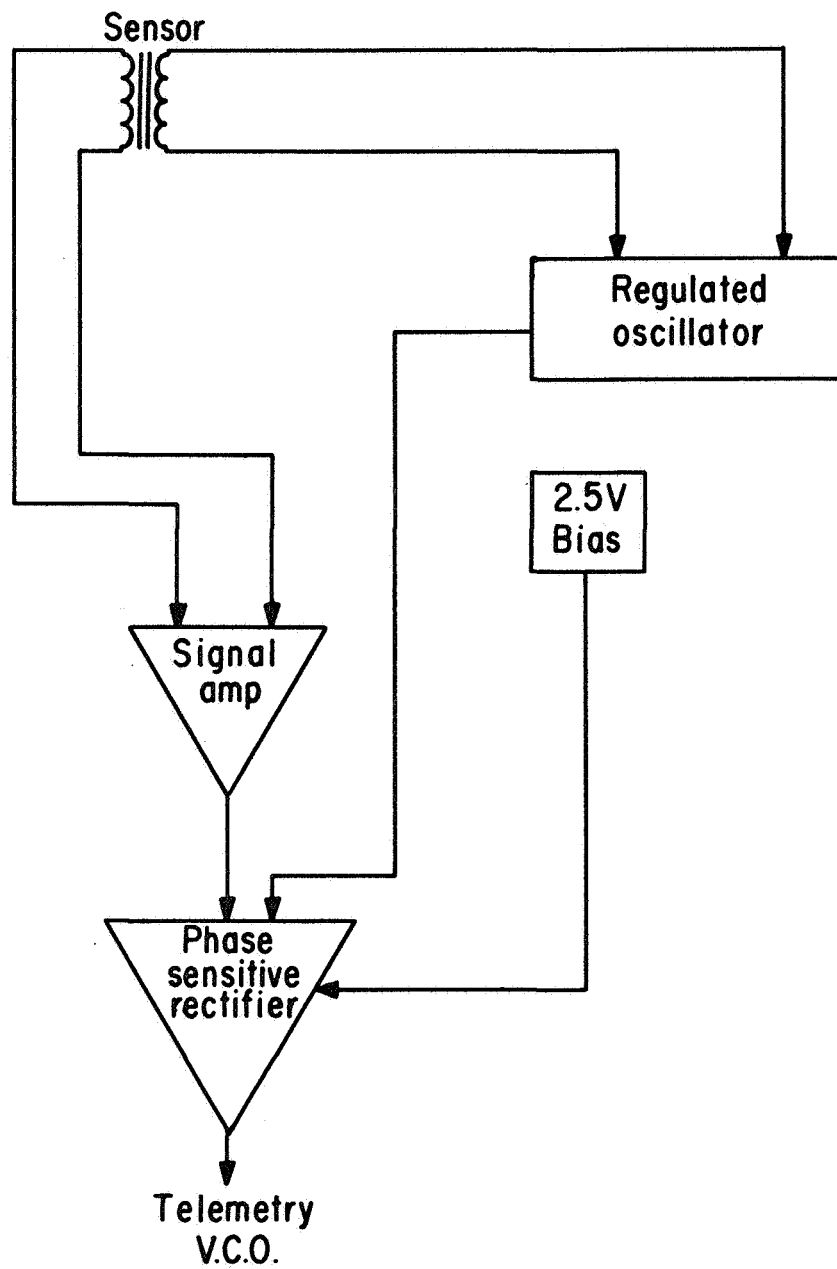 Sensor
Regulated
oscillator
2.5V
Bias
Signal
amp
Phase
sensitive
rectifier
Telemetry
V.C.O.